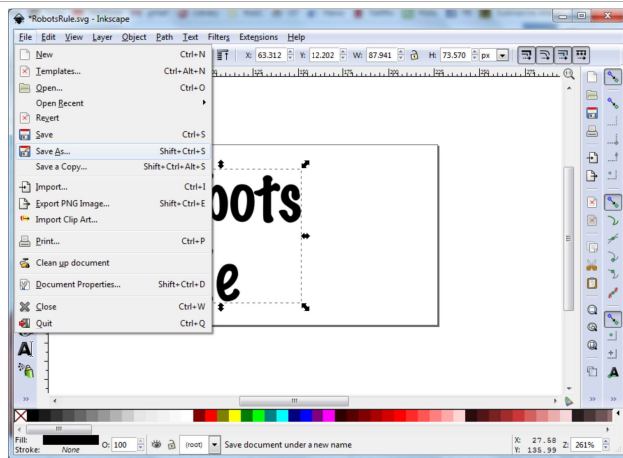 *RobotsRule.svg - Inkscape
File Edit View Layer Object Path Text Filters Extensions Help
New Ctrl+N
X: 63.312 Y: 12.202 W: 87.941 H: 73.570 px
Templates... Ctrl+Alt+N
Open... Ctrl+O
Open Recent
Revert
Save Ctrl+S
Save As... Shift+Ctrl+S
Save a Copy... Shift+Ctrl+Alt+S
Import... Ctrl+I
Export PNG Image... Shift+Ctrl+E
Import Clip Art...
Print... Ctrl+P
Clean up document
Document Properties... Shift+Ctrl+D
Close Ctrl+W
Quit Ctrl+Q
bots
e
Fill:
Stroke: None
O: 100
(root)
Save document under a new name
X: 27.58
Y: 135.99
Z: 261%